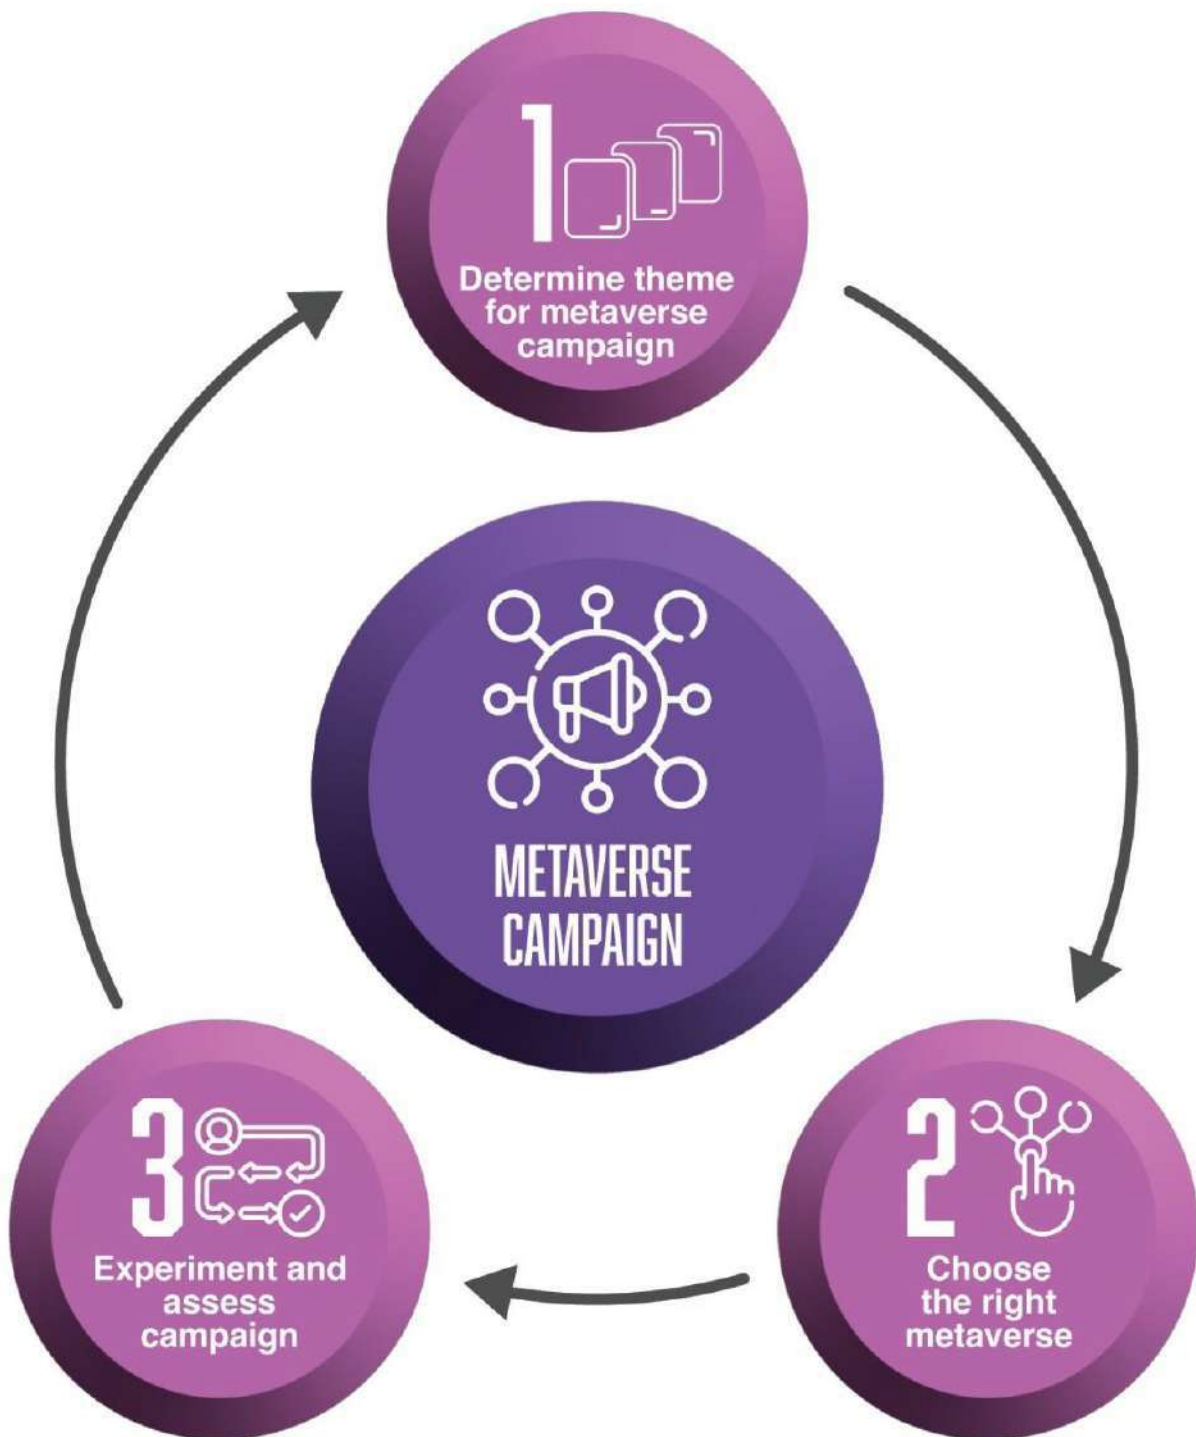 1
Determine theme
for metaverse
campaign
METAVERSE
CAMPAIGN
2
Choose
the right
metaverse
3
Experiment and
assess
campaign